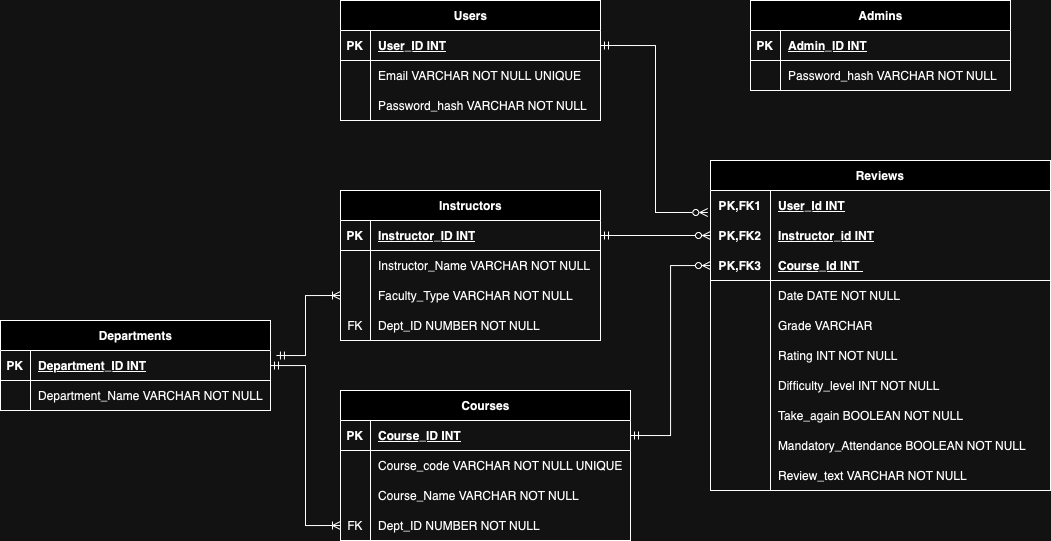 Users
PK User_ID INT
Email VARCHAR NOT NULL UNIQUE
Password_hash VARCHAR NOT NULL
Admins
PK Admin_ID INT
Password_hash VARCHAR NOT NULL
Instructors
PK Instructor_ID INT
Instructor_Name VARCHAR NOT NULL
Faculty_Type VARCHAR NOT NULL
FK Dept_ID NUMBER NOT NULL
Reviews
PK,FK1 User_Id INT
PK,FK2 Instructor_id INT
PK,FK3 Course_Id INT
Date DATE NOT NULL
Grade VARCHAR
Rating INT NOT NULL
Difficulty_level INT NOT NULL
Take_again BOOLEAN NOT NULL
Mandatory_Attendance BOOLEAN NOT NULL
Review_text VARCHAR NOT NULL
Departments
PK Department_ID INT
Department_Name VARCHAR NOT NULL
Courses
PK Course_ID INT
Course_code VARCHAR NOT NULL UNIQUE
Course_Name VARCHAR NOT NULL
FK Dept_ID NUMBER NOT NULL